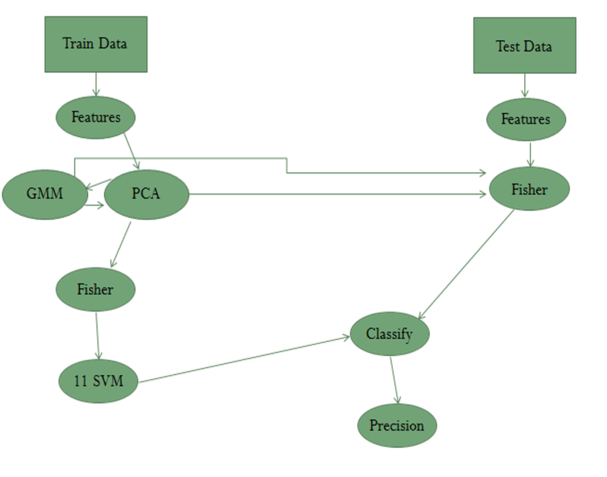 Train Data
Test Data
Features
Features
GMM
PCA
Fisher
Fisher
Classify
11 SVM
Precision